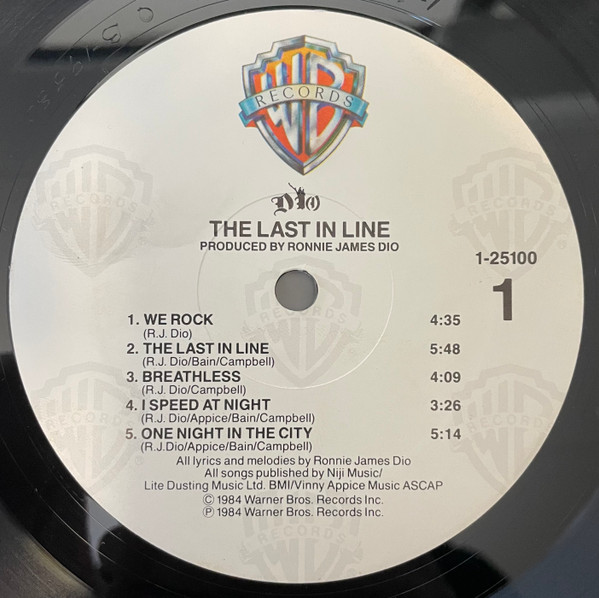 WB
RECORDS
®
DIO
THE LAST IN LINE
PRODUCED BY RONNIE JAMES DIO
1-25100
1
1. WE ROCK 4:35
(R.J. Dio)
2. THE LAST IN LINE 5:48
(R.J. Dio/Bain/Campbell)
3. BREATHLESS 4:09
(R.J. Dio/Campbell)
4. I SPEED AT NIGHT 3:26
(R.J. Dio/Appice/Bain/Campbell)
5. ONE NIGHT IN THE CITY 5:14
(R.J.Dio/Appice/Bain/Campbell)
All lyrics and melodies by Ronnie James Dio
All songs published by Niji Music/
Lite Dusting Music Ltd. BMI/Vinny Appice Music ASCAP
© 1984 Warner Bros. Records Inc.
℗ 1984 Warner Bros. Records Inc.